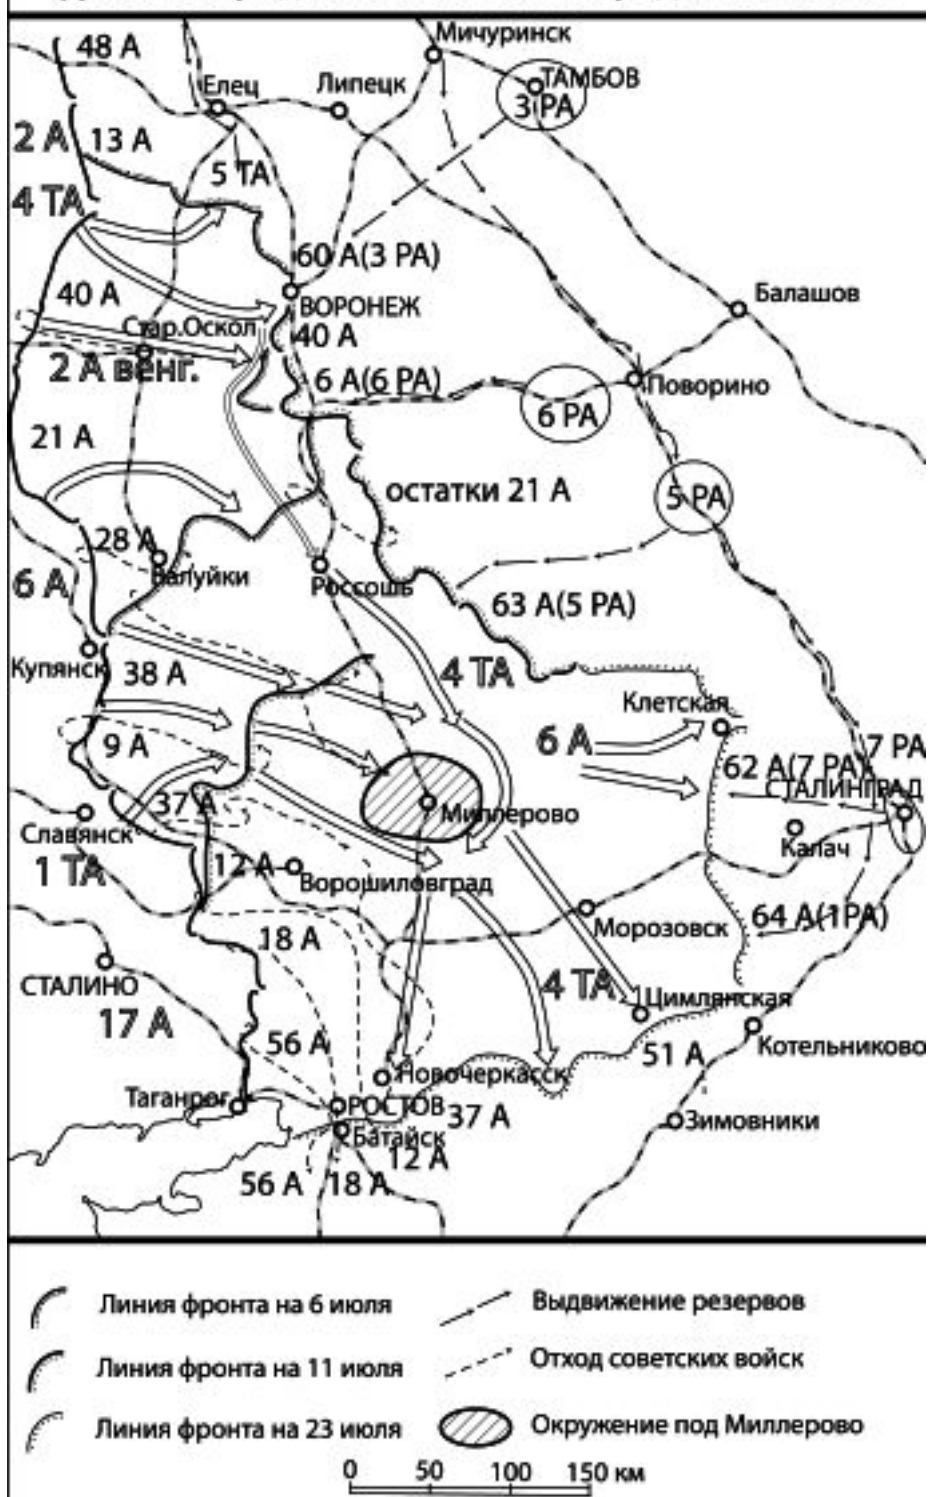 Мичуринск
48 А
Елец
Липецк
ТАМБОВ
3 РА
2 А
13 А
5 ТА
4 ТА
60 А(3 РА)
40 А
ВОРОНЕЖ
Балашов
Стар.Оскол
40 А
2 А венг.
6 А(6 РА)
Поворино
6 РА
21 А
остатки 21 А
5 РА
28 А
Валуйки
6 А
Россошь
63 А(5 РА)
Купянск
38 А
4 ТА
Клетская
9 А
6 А
7 РА
62 А(7 РА)
СТАЛИНГРАД
37 А
Миллерово
Славянск
Калач
1 ТА
12 А
Ворошиловград
64 А(1РА)
18 А
Морозовск
СТАЛИНО
4 ТА
Цимлянская
17 А
56 А
51 А
Котельниково
Новочеркасск
Таганрог
РОСТОВ
37 А
Зимовники
Батайск
12 А
56 А
18 А
Линия фронта на 6 июля
Выдвижение резервов
Линия фронта на 11 июля
Отход советских войск
Линия фронта на 23 июля
Окружение под Миллерово
0 50 100 150 км